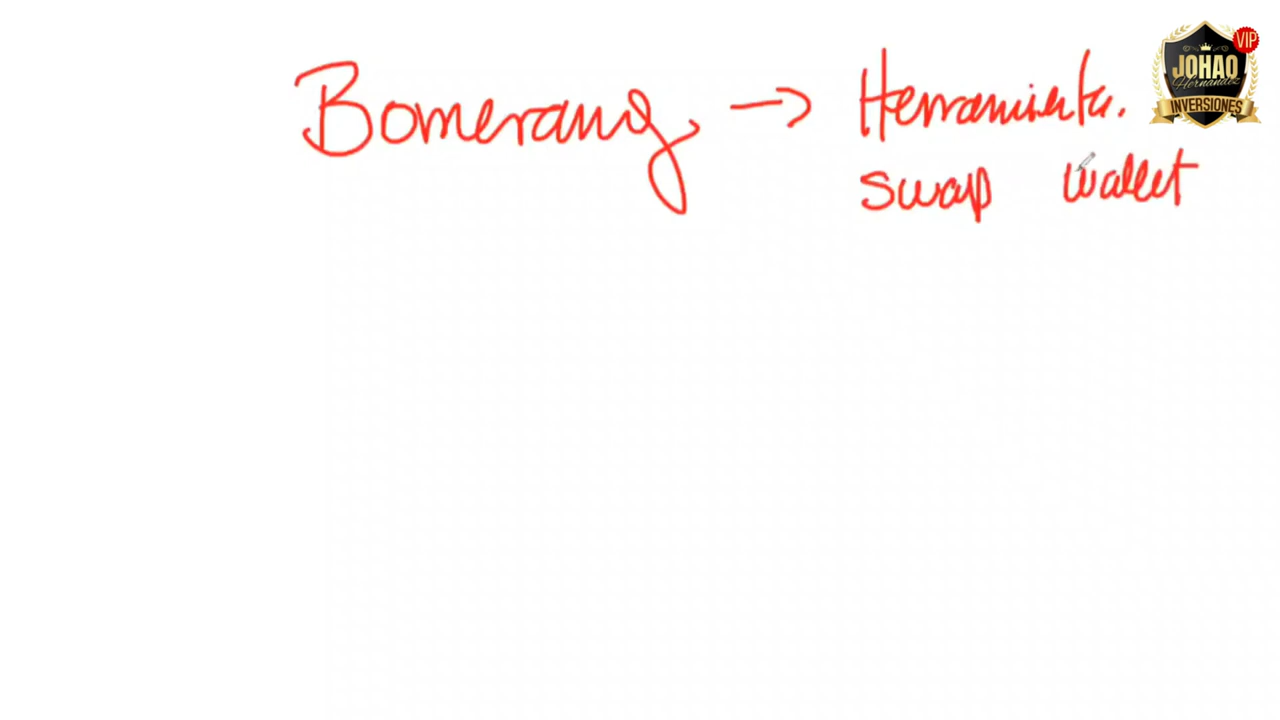 Bomerang → Herramienta.
swap wallet
VIP
JOHAO
Hernández
INVERSIONES